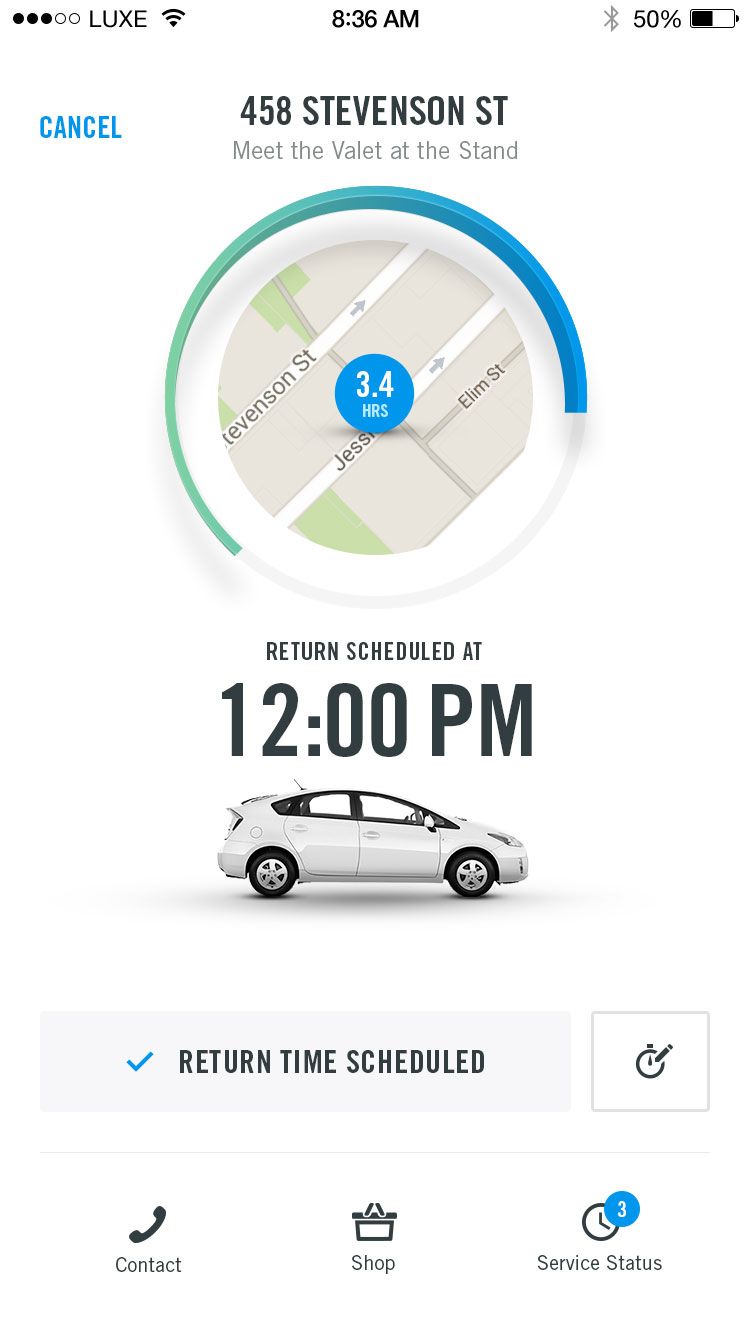 LUXE 8:36 AM 50%
CANCEL
458 STEVENSON ST
Meet the Valet at the Stand
tevenson St
Elim St
Jess
3.4
HRS
RETURN SCHEDULED AT
12:00 PM
RETURN TIME SCHEDULED
3
Contact Shop Service Status